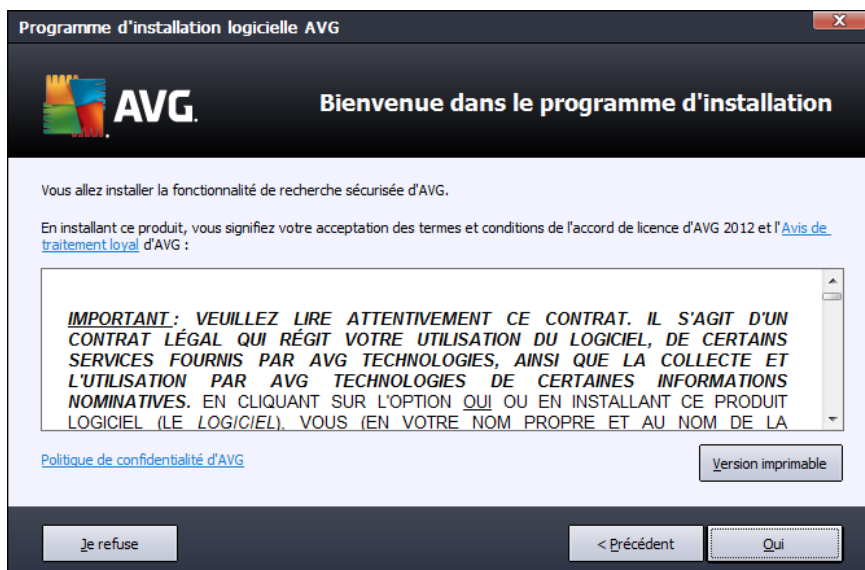 Programme d'installation logicielle AVG
AVG.
Bienvenue dans le programme d'installation
Vous allez installer la fonctionnalité de recherche sécurisée d'AVG.
En installant ce produit, vous signifiez votre acceptation des termes et conditions de l'accord de licence d'AVG 2012 et l'Avis de
traitement loyal d'AVG :
IMPORTANT : VEUILLEZ LIRE ATTENTIVEMENT CE CONTRAT. IL S'AGIT D'UN
CONTRAT LÉGAL QUI RÉGIT VOTRE UTILISATION DU LOGICIEL, DE CERTAINS
SERVICES FOURNIS PAR AVG TECHNOLOGIES, AINSI QUE LA COLLECTE ET
L'UTILISATION PAR AVG TECHNOLOGIES DE CERTAINES INFORMATIONS
NOMINATIVES. EN CLIQUANT SUR L'OPTION OUI OU EN INSTALLANT CE PRODUIT
LOGICIEL (LE LOGICIEL), VOUS (EN VOTRE NOM PROPRE ET AU NOM DE LA
Politique de confidentialité d'AVG
Version imprimable
Je refuse
< Précédent
Oui